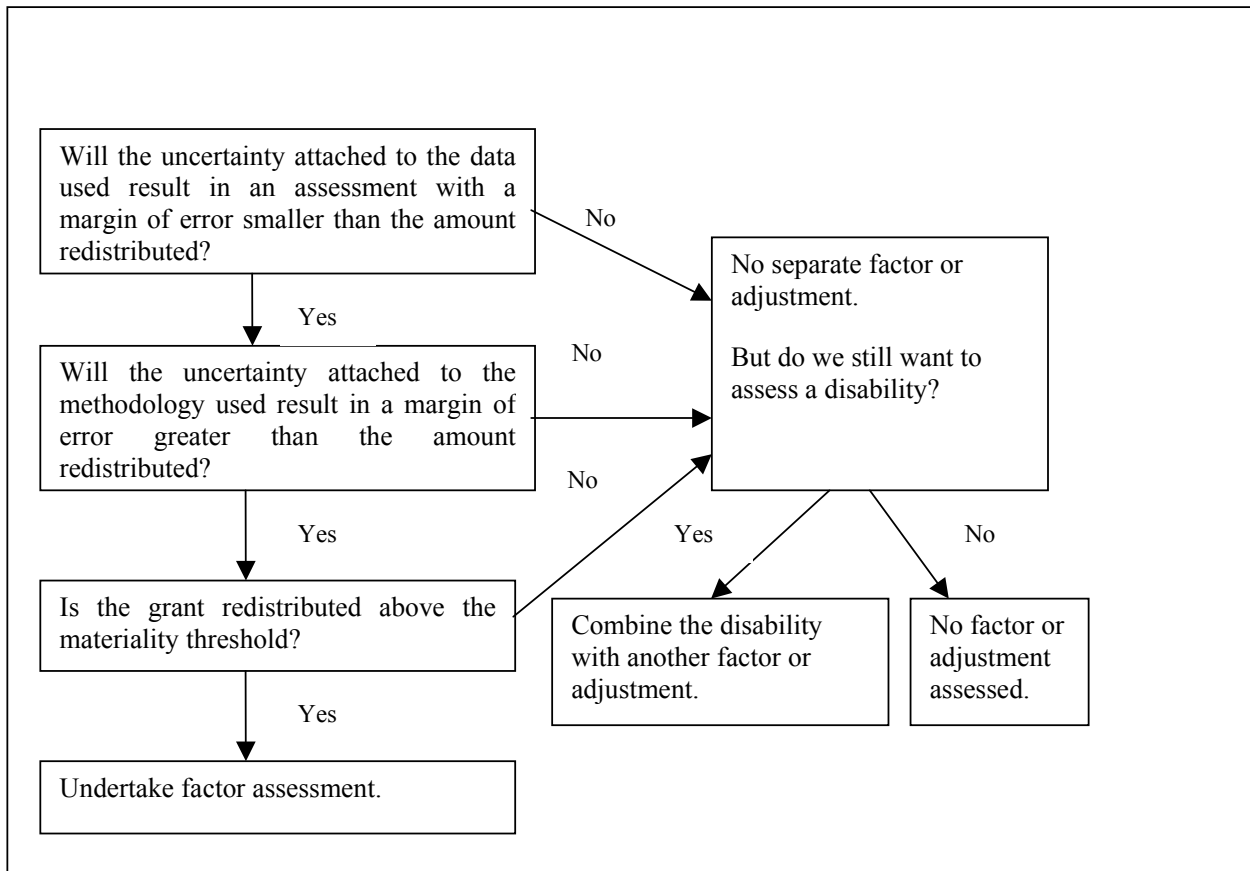 Will the uncertainty attached to the data
used result in an assessment with a
margin of error smaller than the amount
redistributed?
No
Yes
No separate factor or
adjustment.
But do we still want to
assess a disability?
Will the uncertainty attached to the
methodology used result in a margin of
error greater than the amount
redistributed?
No
No
Yes
Is the grant redistributed above the
materiality threshold?
Yes
No
Combine the disability
with another factor or
adjustment.
No factor or
adjustment
assessed.
Yes
Undertake factor assessment.